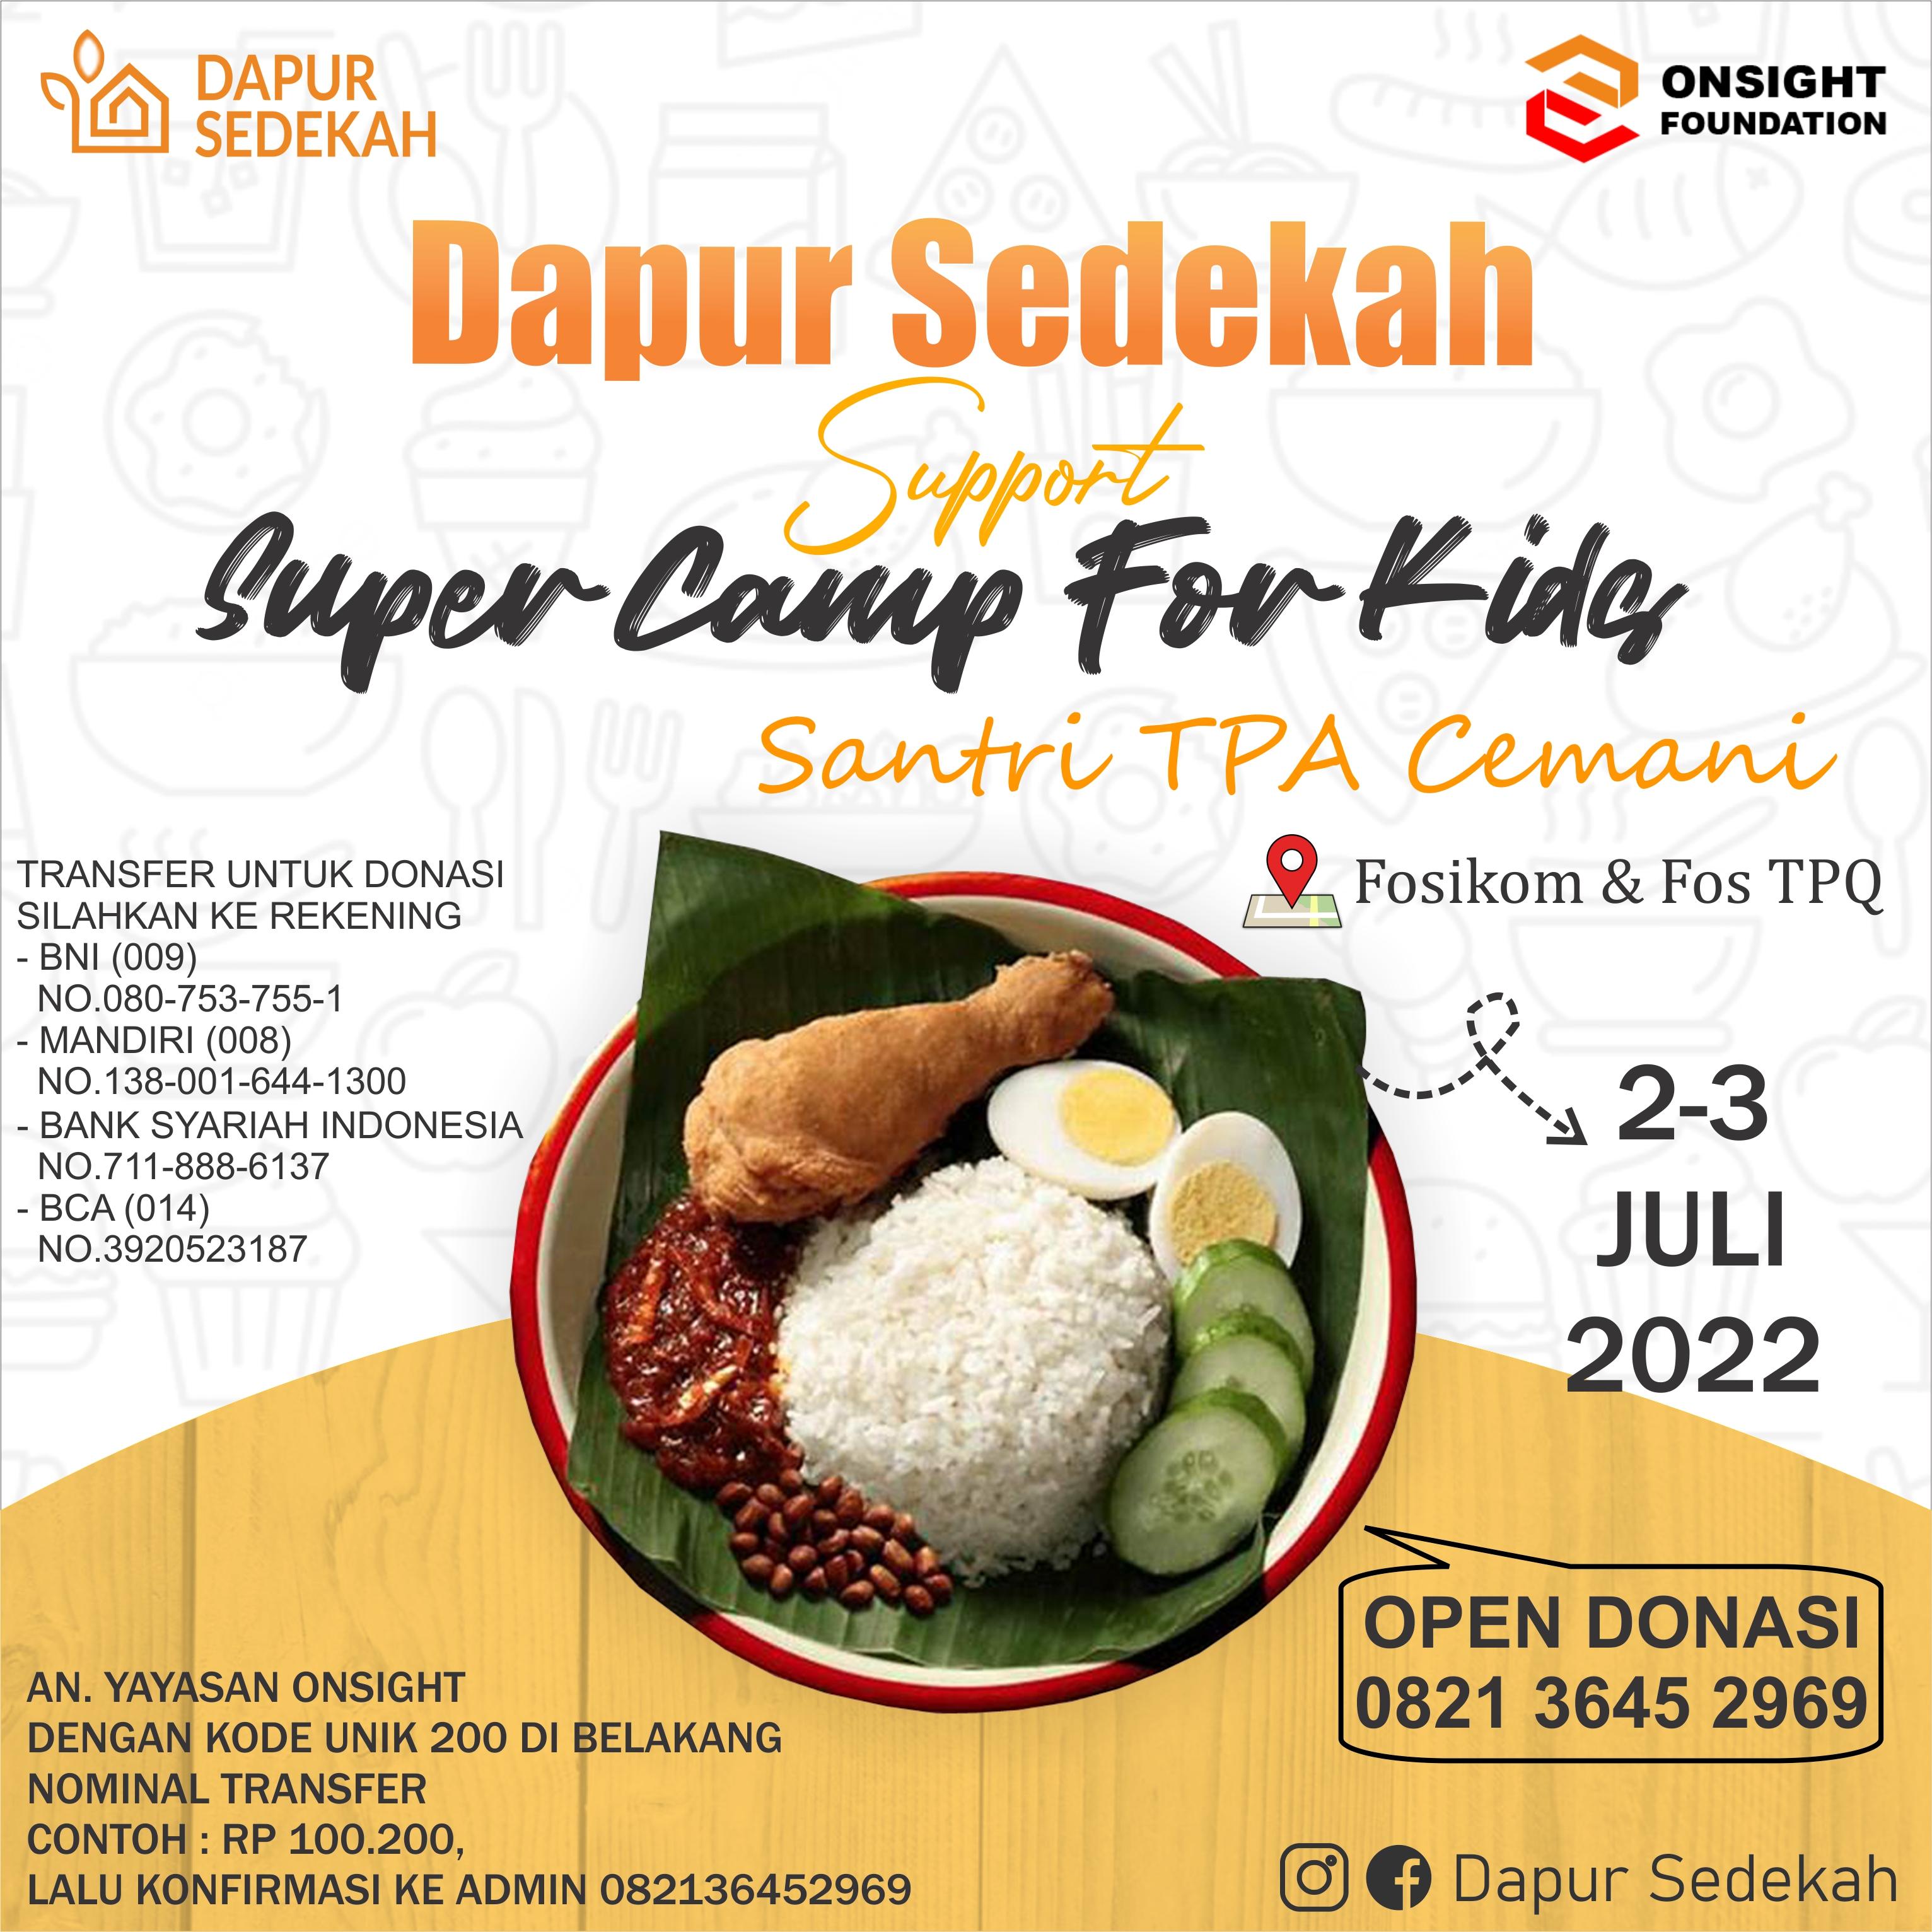 DAPUR
SEDEKAH
ONSIGHT
FOUNDATION
Dapur Sedekah
Support
Super Camp For Kids
Santri TPA Cemani
Fosikom & Fos TPQ
TRANSFER UNTUK DONASI
SILAHKAN KE REKENING
- BNI (009)
NO.080-753-755-1
- MANDIRI (008)
NO.138-001-644-1300
- BANK SYARIAH INDONESIA
NO.711-888-6137
- BCA (014)
NO.3920523187
2-3
JULI
2022
OPEN DONASI
0821 3645 2969
AN. YAYASAN ONSIGHT
DENGAN KODE UNIK 200 DI BELAKANG
NOMINAL TRANSFER
CONTOH : RP 100.200,
LALU KONFIRMASI KE ADMIN 082136452969
Dapur Sedekah